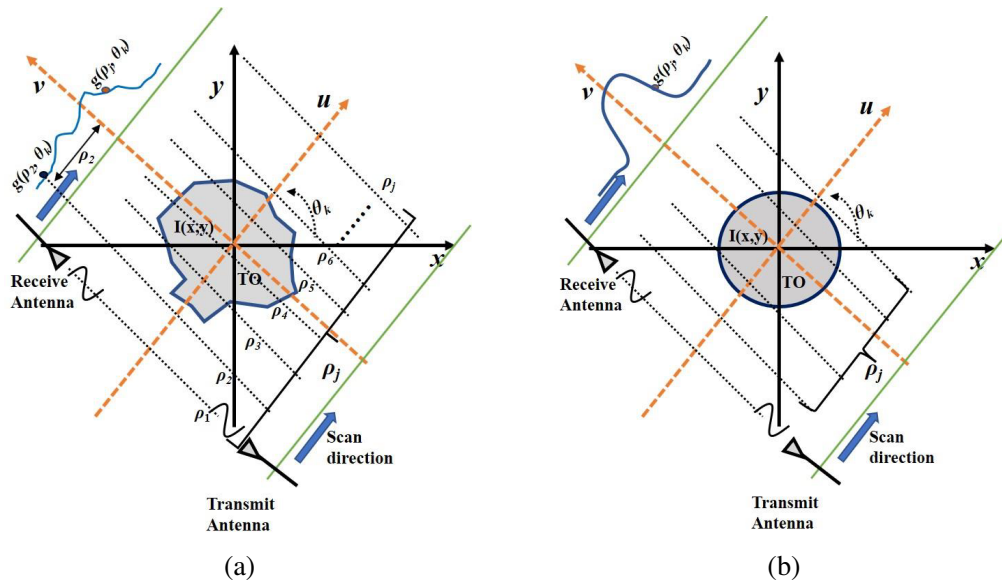 g(ρj, θk)
v
y
u
ρ2
g(ρ2, θk)
ρj
θk
I(x,y)
ρ6
x
Receive
Antenna
TO
ρ5
ρ4
ρ3
ρj
ρ2
ρ1
Scan
direction
Transmit
Antenna
(a)
g(ρj, θk)
v
y
u
θk
I(x,y)
x
Receive
Antenna
TO
ρj
Scan
direction
Transmit
Antenna
(b)